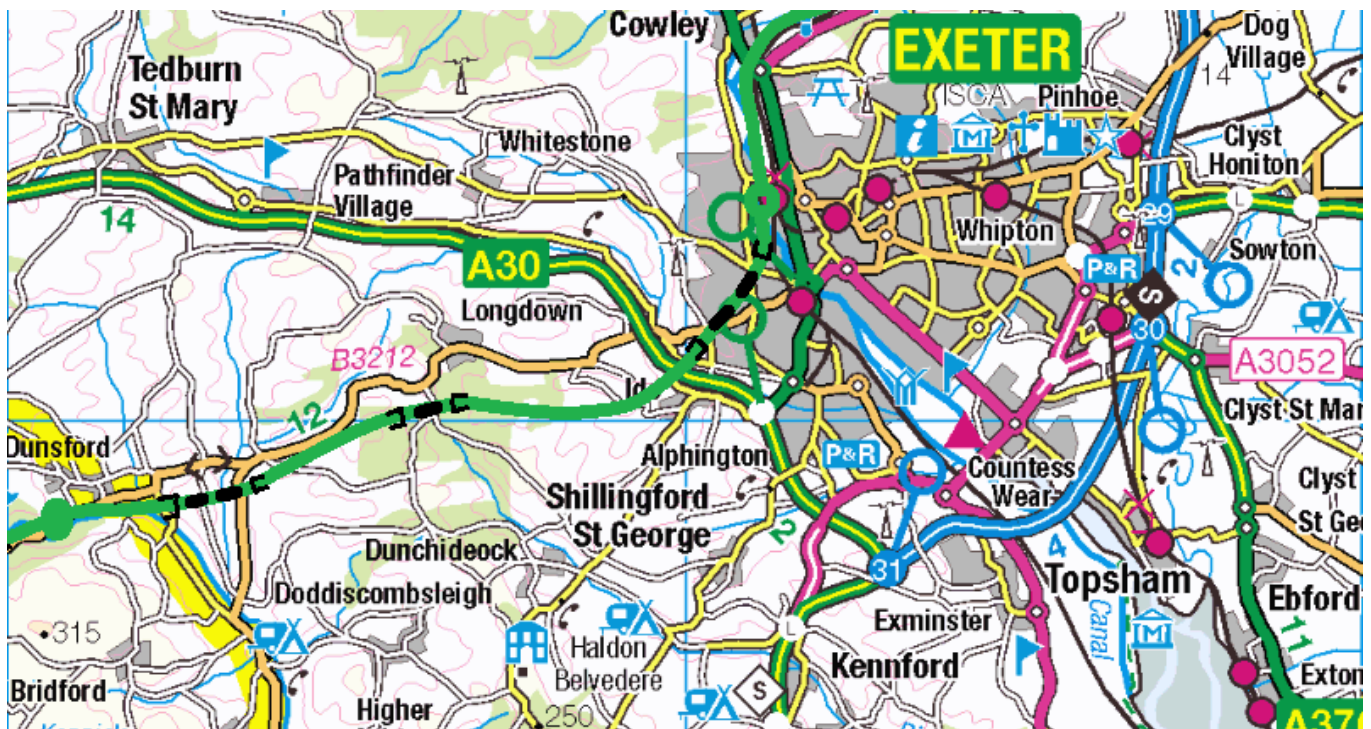 Cowley
EXETER
Dog
Village
14
Tedburn
St Mary
ISCA
Pinhoe
i
M
Whitestone
Clyst
Honiton
Pathfinder
Village
14
L
29
Whipton
Sowton
A30
P&R
2
S
Longdown
30
B3212
A3052
Id
12
Clyst St Mar
Dunsford
Alphington
P&R
Countess
Wear
Clyst
St Geo
Shillingford
St George
2
Dunchideock
31
4
Topsham
Doddiscombsleigh
Ebford
315
Exminster
Canal
M
11
Haldon
Belvedere
L
Kennford
Exton
Bridford
S
Higher
250
A376